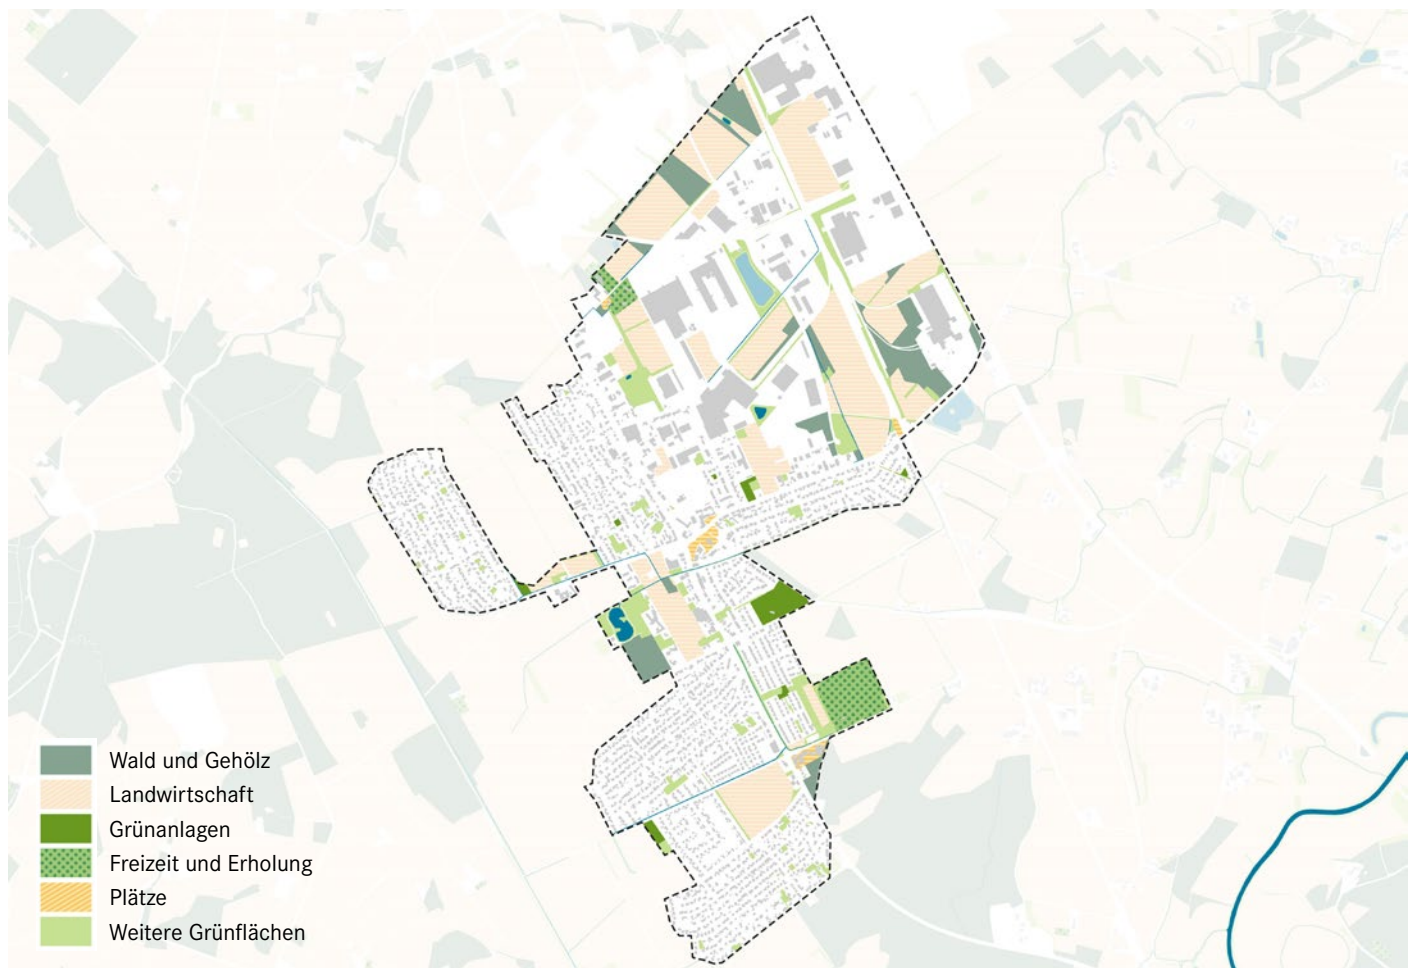 Wald und Gehölz
Landwirtschaft
Grünanlagen
Freizeit und Erholung
Plätze
Weitere Grünflächen